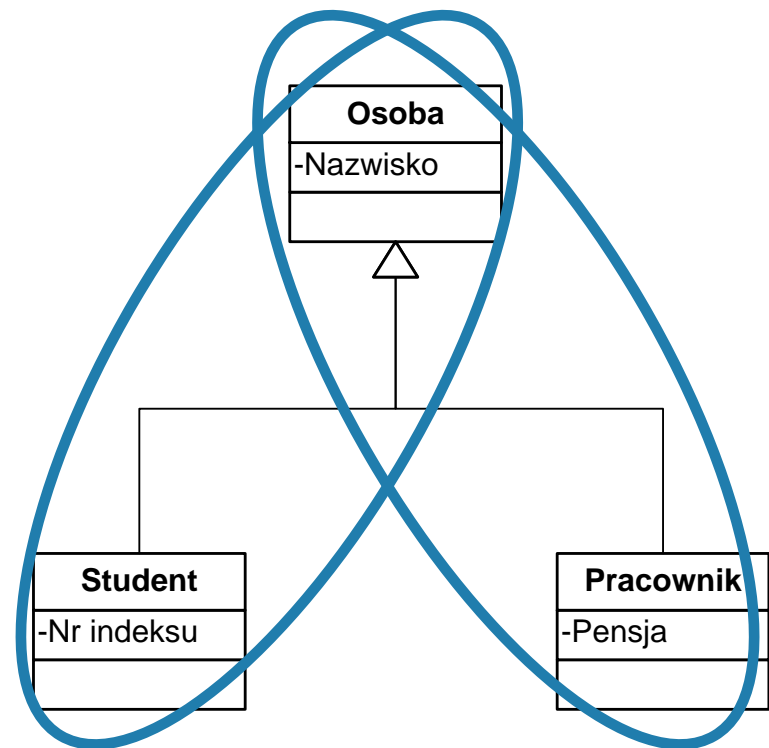 Osoba
-Nazwisko
Student
-Nr indeksu
Pracownik
-Pensja